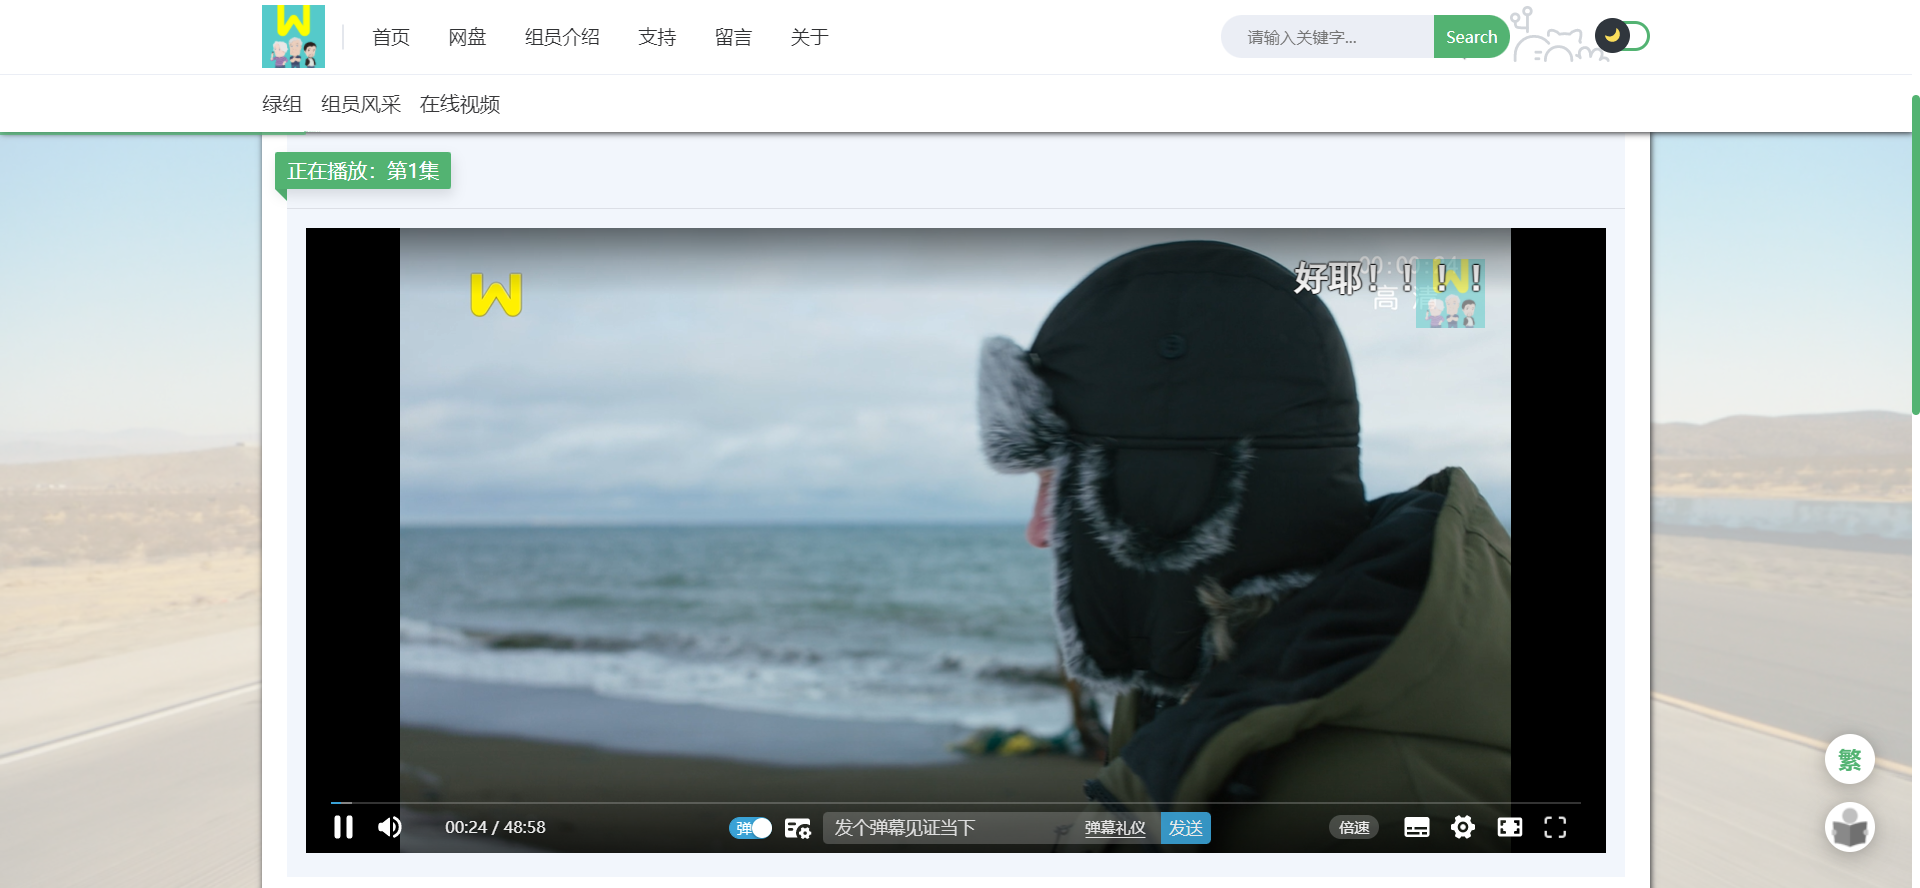 W
首页 网盘 组员介绍 支持 留言 关于
请输入关键字...
Search
绿组 组员风采 在线视频
正在播放：第1集
W
好耶！！！！
高清
W
00:24 / 48:58
弹
发个弹幕见证当下
弹幕礼仪
发送
倍速
繁